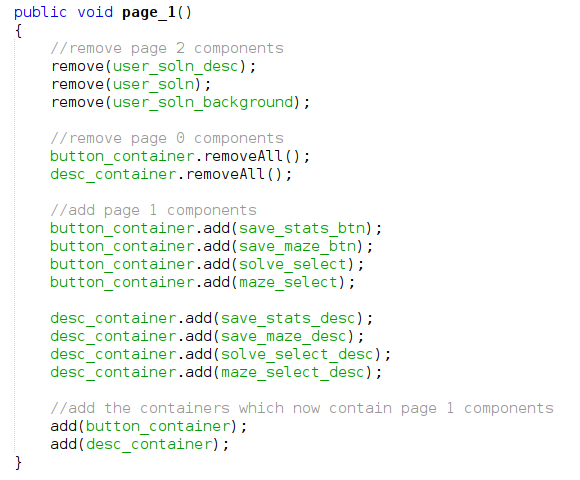 public void page_1()
{
    //remove page 2 components
    remove(user_soln_desc);
    remove(user_soln);
    remove(user_soln_background);

    //remove page 0 components
    button_container.removeAll();
    desc_container.removeAll();

    //add page 1 components
    button_container.add(save_stats_btn);
    button_container.add(save_maze_btn);
    button_container.add(solve_select);
    button_container.add(maze_select);

    desc_container.add(save_stats_desc);
    desc_container.add(save_maze_desc);
    desc_container.add(solve_select_desc);
    desc_container.add(maze_select_desc);

    //add the containers which now contain page 1 components
    add(button_container);
    add(desc_container);
}